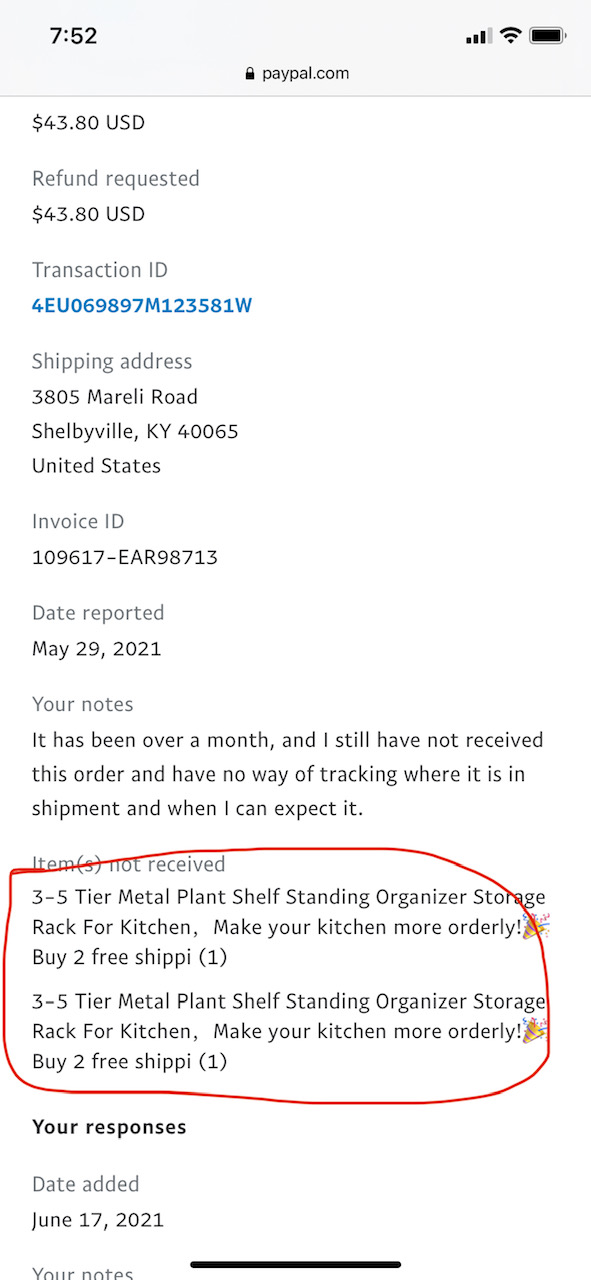 7:52
paypal.com
$43.80 USD
Refund requested
$43.80 USD
Transaction ID
4EU069897M123581W
Shipping address
3805 Mareli Road
Shelbyville, KY 40065
United States
Invoice ID
109617-EAR98713
Date reported
May 29, 2021
Your notes
It has been over a month, and I still have not received
this order and have no way of tracking where it is in
shipment and when I can expect it.
Item(s) not received
3-5 Tier Metal Plant Shelf Standing Organizer Storage
Rack For Kitchen，Make your kitchen more orderly!🎉
Buy 2 free shippi (1)
3-5 Tier Metal Plant Shelf Standing Organizer Storage
Rack For Kitchen，Make your kitchen more orderly!🎉
Buy 2 free shippi (1)
Your responses
Date added
June 17, 2021
Your notes